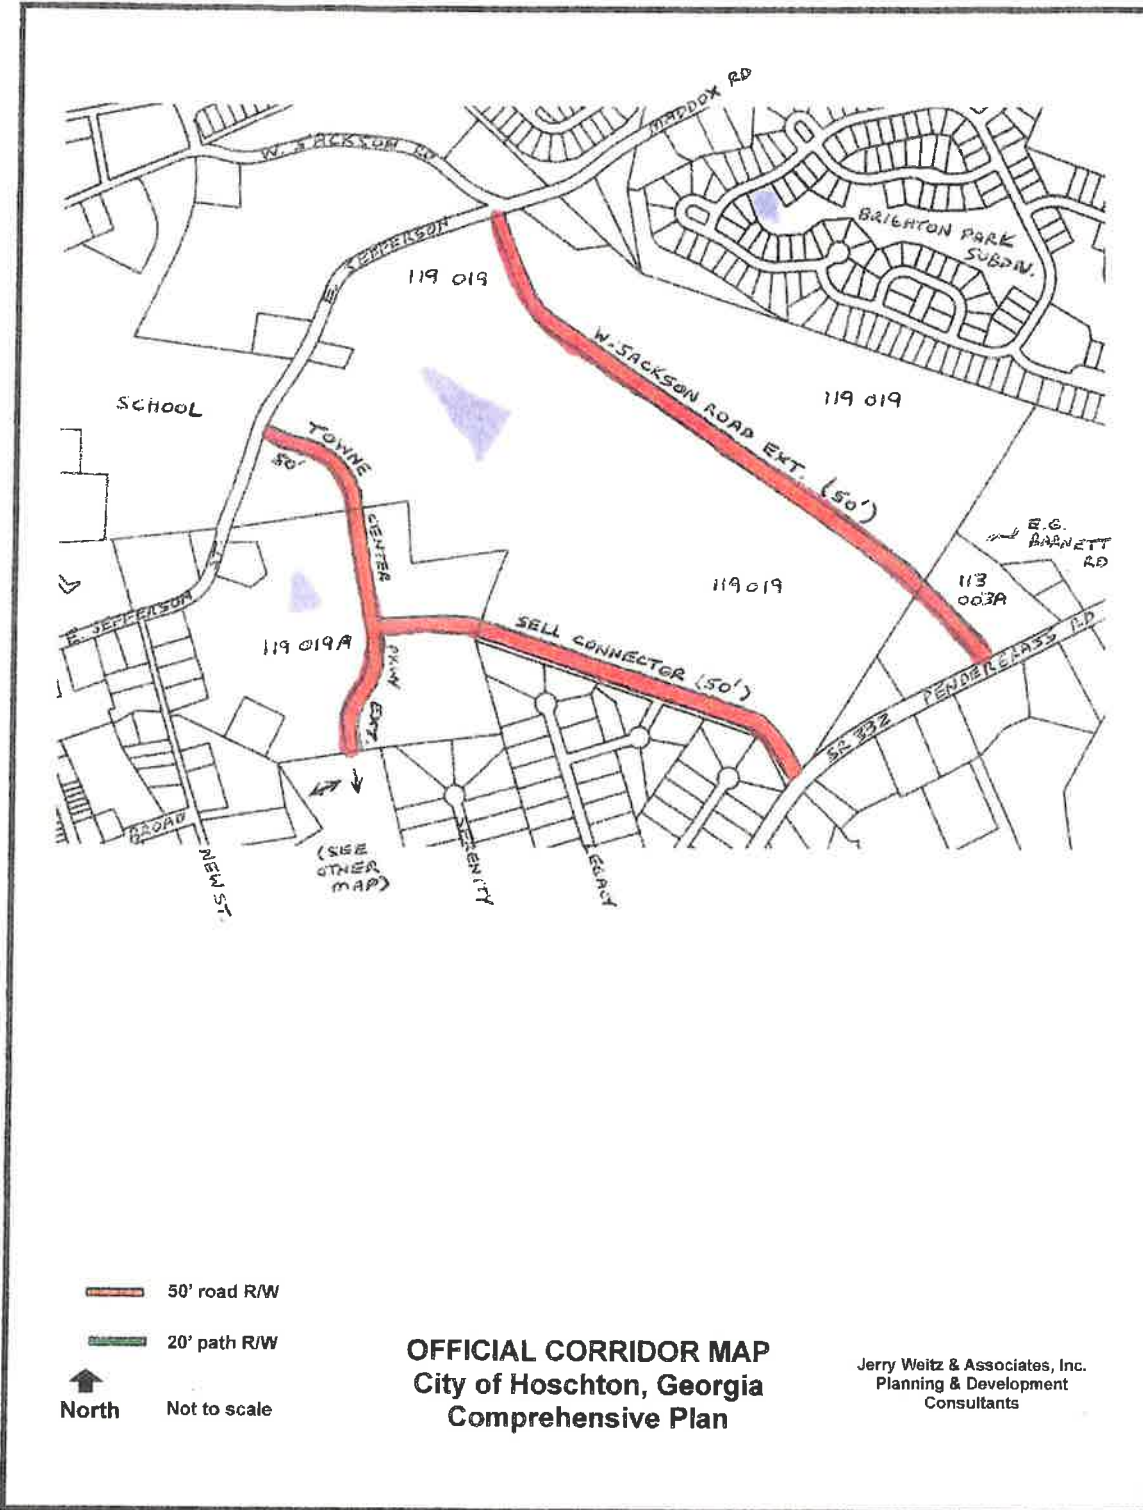 MADDOX RD
W. JACKSON RD
BRIGHTON PARK
SUBDIV.
E. JEFFERSON
119 019
W. JACKSON ROAD EXT. (50')
119 019
SCHOOL
TOWNE
50'
CENTER
PKWY
EXT.
E.G.
BARNETT
RD
119 019
113
003A
ST
E. JEFFERSON
119 019A
SELL CONNECTOR (50')
SR 332 PENDERGRASS RD
BROAD
NEW ST.
(SEE
OTHER
MAP)
SERENITY
LEGACY
50' road R/W
20' path R/W
North
Not to scale
OFFICIAL CORRIDOR MAP
City of Hoschton, Georgia
Comprehensive Plan
Jerry Weitz & Associates, Inc.
Planning & Development
Consultants